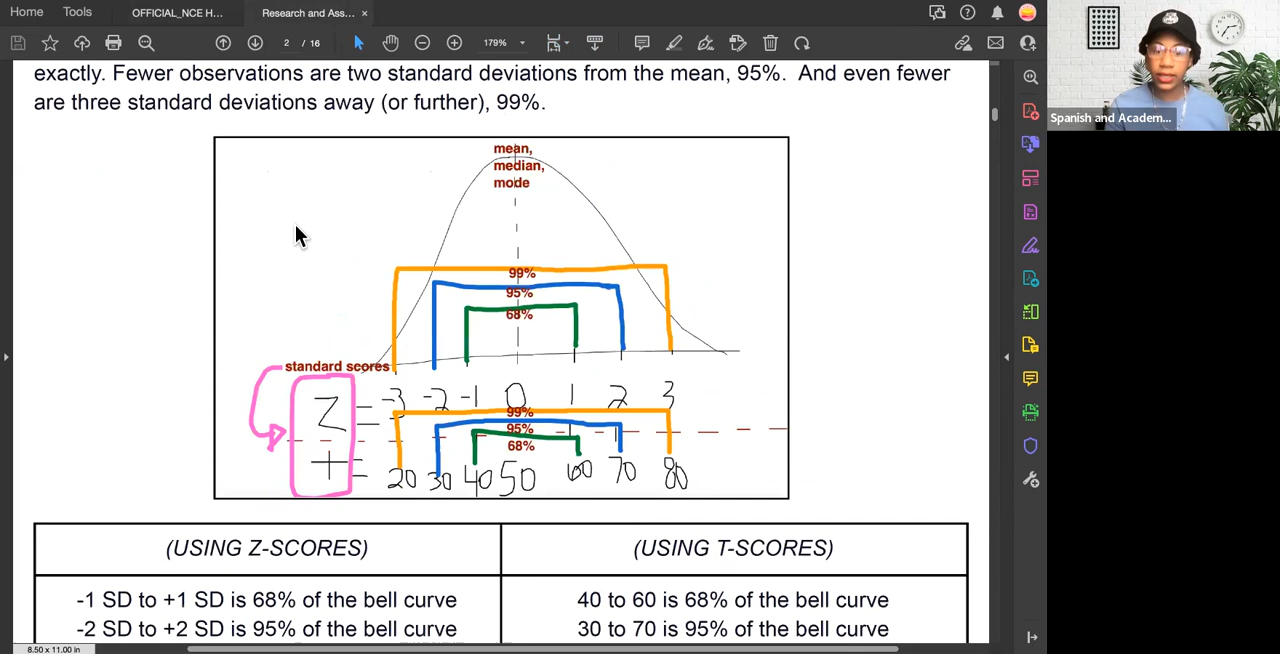 Home Tools OFFICIAL_NCE H... Research and Ass... ×
2 / 16 179%
exactly. Fewer observations are two standard deviations from the mean, 95%. And even fewer
are three standard deviations away (or further), 99%.
mean,
median,
mode
99%
95%
68%
standard scores
Z = -3 -2 -1 0 1 2 3
99%
95%
68%
t = 20 30 40 50 60 70 80
(USING Z-SCORES) (USING T-SCORES)
-1 SD to +1 SD is 68% of the bell curve 40 to 60 is 68% of the bell curve
-2 SD to +2 SD is 95% of the bell curve 30 to 70 is 95% of the bell curve
8.50 x 11.00 in
Spanish and Academ...